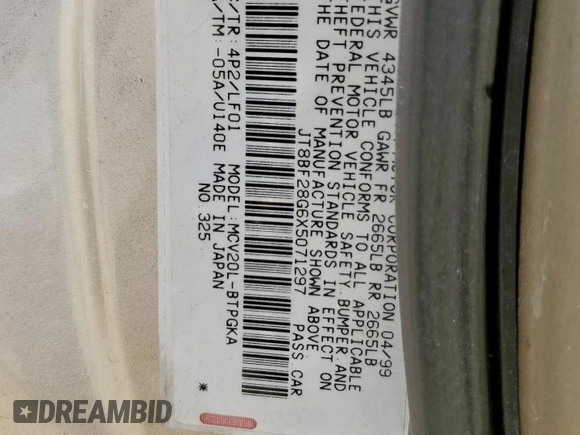 MOTOR CORPORATION 04/99
GVWR 4345LB GAWR FR 2665LB RR 2665LB
THIS VEHICLE CONFORMS TO ALL APPLICABLE
FEDERAL MOTOR VEHICLE SAFETY, BUMPER AND
THEFT PREVENTION STANDARDS IN EFFECT ON
THE DATE OF MANUFACTURE SHOWN ABOVE
JT8BF28G6X5071297 PASS CAR
/TR: 4P2/LF01 MODEL: MCV20L-BTPGKA
/TM: -05A/U140E MADE IN JAPAN
NO 325 *
DREAMBID